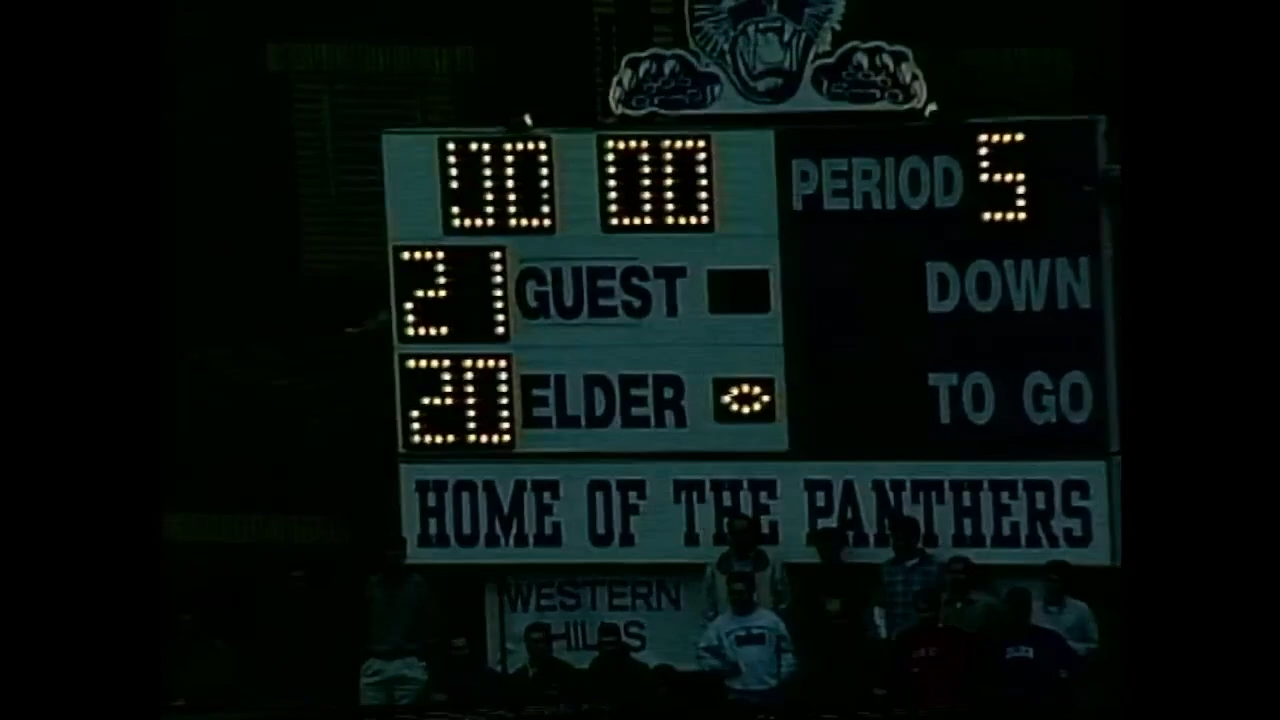 00 00 PERIOD 5
21 GUEST DOWN
20 ELDER TO GO
HOME OF THE PANTHERS
WESTERN
HILLS